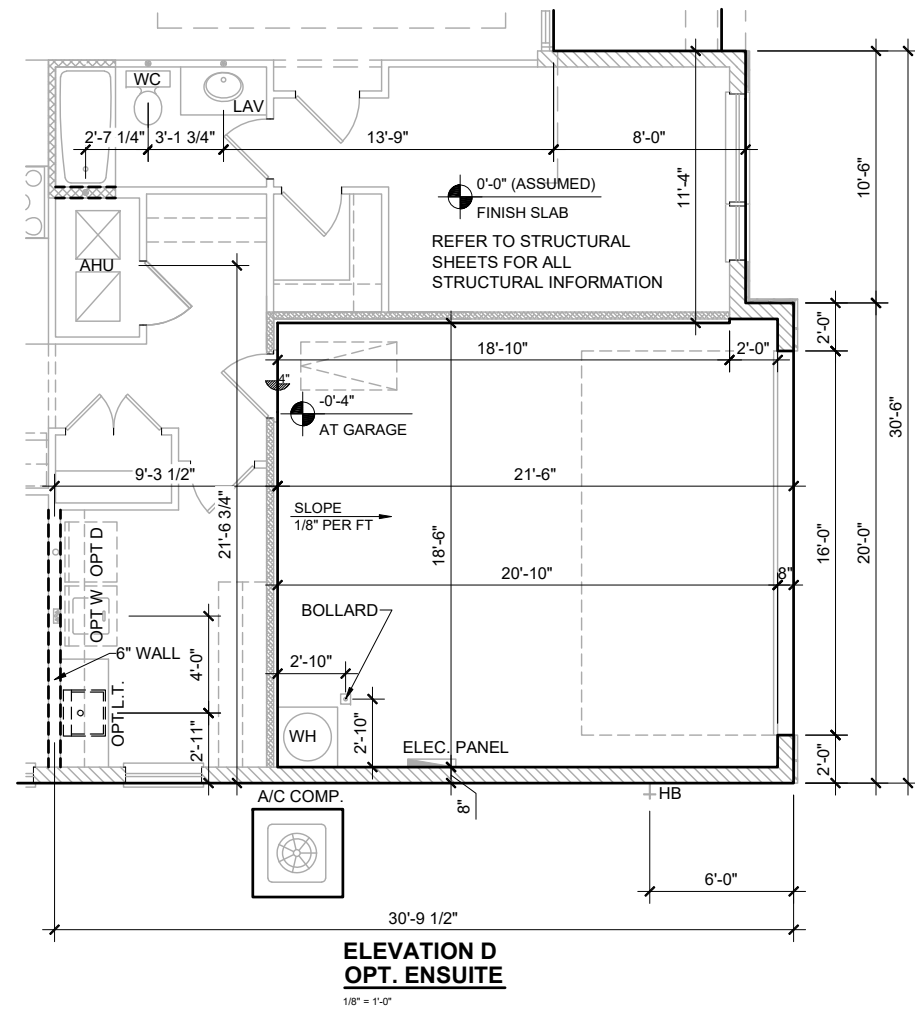 WC
LAV
2'-7 1/4"
3'-1 3/4"
13'-9"
8'-0"
11'-4"
10'-6"
0'-0" (ASSUMED)
FINISH SLAB
REFER TO STRUCTURAL
SHEETS FOR ALL
STRUCTURAL INFORMATION
AHU
2'-0"
18'-10"
2'-0"
4"
-0'-4"
AT GARAGE
30'-6"
9'-3 1/2"
21'-6"
21'-6 3/4"
SLOPE
1/8" PER FT
18'-6"
16'-0"
20'-0"
OPT D
OPT W
20'-10"
8"
BOLLARD
6" WALL
4'-0"
2'-10"
OPT L.T.
2'-11"
WH
2'-10"
ELEC. PANEL
2'-0"
A/C COMP.
8"
HB
6'-0"
30'-9 1/2"
ELEVATION D
OPT. ENSUITE
1/8" = 1'-0"